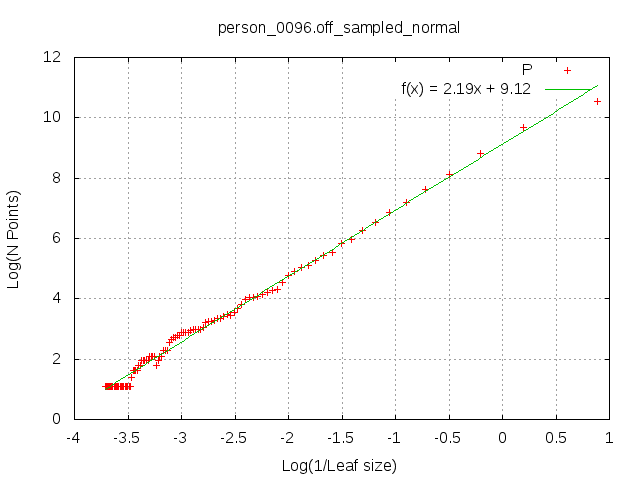 person_0096.off_sampled_normal
Log(N Points)
12
10
8
6
4
2
0
P
f(x) = 2.19x + 9.12
-4 -3.5 -3 -2.5 -2 -1.5 -1 -0.5 0 0.5 1
Log(1/Leaf size)